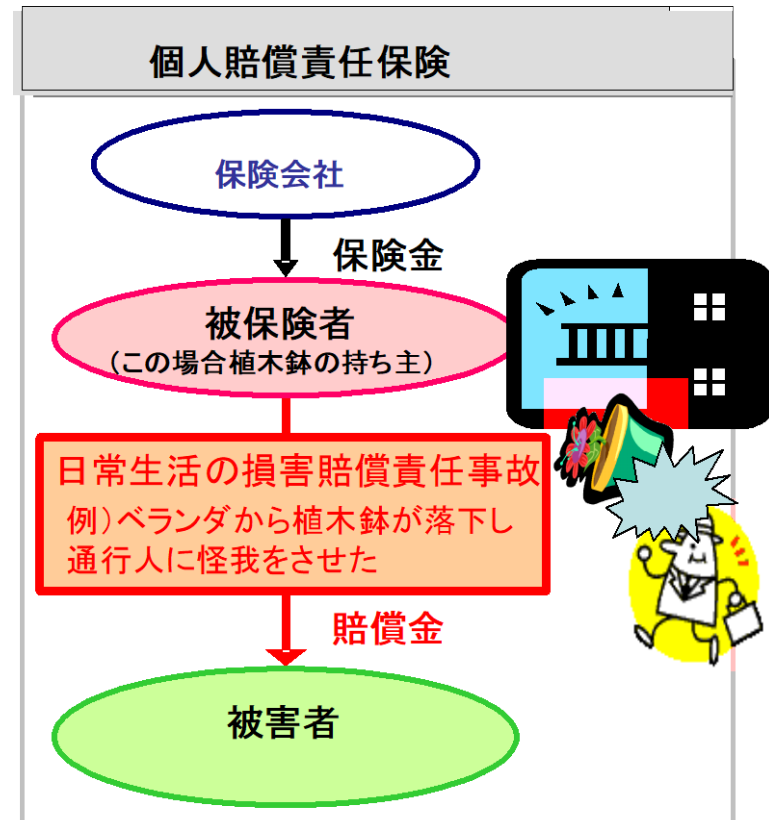 個人賠償責任保険
保険会社
保険金
被保険者
(この場合植木鉢の持ち主)
日常生活の損害賠償責任事故
例)ベランダから植木鉢が落下し
通行人に怪我をさせた
賠償金
被害者